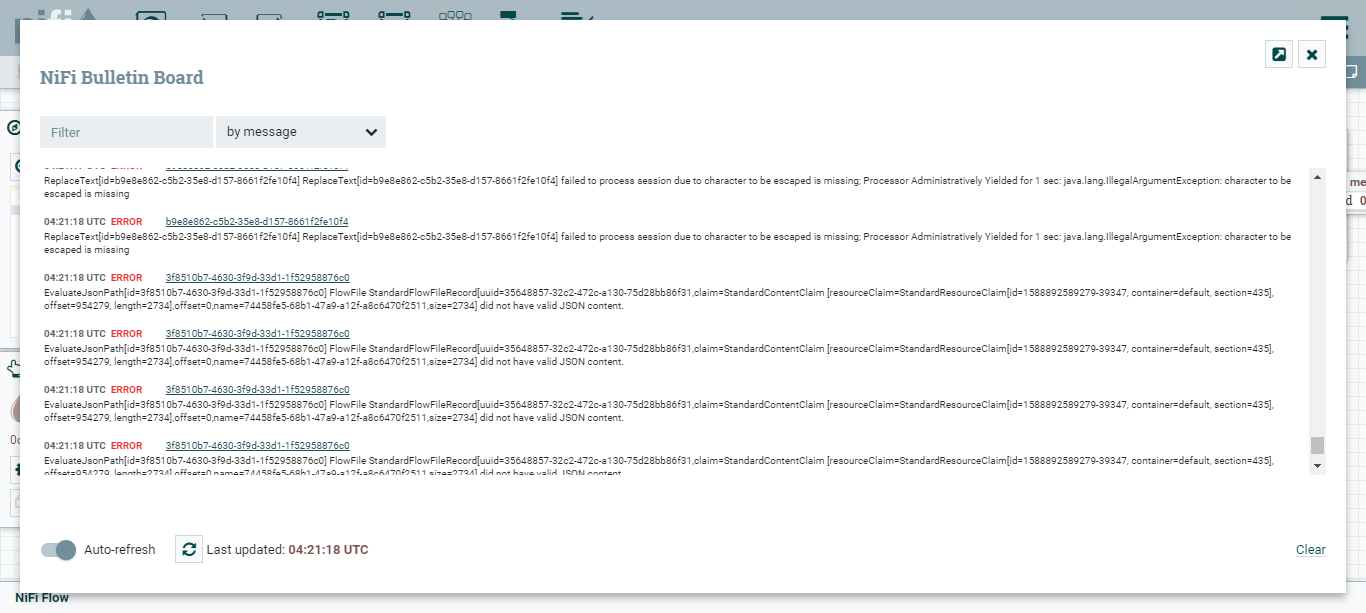 nifi
NiFi Bulletin Board
Filter
by message
ReplaceText[id=b9e8e862-c5b2-35e8-d157-8661f2fe10f4] ReplaceText[id=b9e8e862-c5b2-35e8-d157-8661f2fe10f4] failed to process session due to character to be escaped is missing; Processor Administratively Yielded for 1 sec: java.lang.IllegalArgumentException: character to be
escaped is missing
04:21:18 UTC ERROR b9e8e862-c5b2-35e8-d157-8661f2fe10f4
ReplaceText[id=b9e8e862-c5b2-35e8-d157-8661f2fe10f4] ReplaceText[id=b9e8e862-c5b2-35e8-d157-8661f2fe10f4] failed to process session due to character to be escaped is missing; Processor Administratively Yielded for 1 sec: java.lang.IllegalArgumentException: character to be
escaped is missing
04:21:18 UTC ERROR 3f8510b7-4630-3f9d-33d1-1f52958876c0
EvaluateJsonPath[id=3f8510b7-4630-3f9d-33d1-1f52958876c0] FlowFile StandardFlowFileRecord[uuid=35648857-32c2-472c-a130-75d28bb86f31,claim=StandardContentClaim [resourceClaim=StandardResourceClaim[id=1588892589279-39347, container=default, section=435],
offset=954279, length=2734],offset=0,name=74458fe5-68b1-47a9-a12f-a8c6470f2511,size=2734] did not have valid JSON content.
04:21:18 UTC ERROR 3f8510b7-4630-3f9d-33d1-1f52958876c0
EvaluateJsonPath[id=3f8510b7-4630-3f9d-33d1-1f52958876c0] FlowFile StandardFlowFileRecord[uuid=35648857-32c2-472c-a130-75d28bb86f31,claim=StandardContentClaim [resourceClaim=StandardResourceClaim[id=1588892589279-39347, container=default, section=435],
offset=954279, length=2734],offset=0,name=74458fe5-68b1-47a9-a12f-a8c6470f2511,size=2734] did not have valid JSON content.
04:21:18 UTC ERROR 3f8510b7-4630-3f9d-33d1-1f52958876c0
EvaluateJsonPath[id=3f8510b7-4630-3f9d-33d1-1f52958876c0] FlowFile StandardFlowFileRecord[uuid=35648857-32c2-472c-a130-75d28bb86f31,claim=StandardContentClaim [resourceClaim=StandardResourceClaim[id=1588892589279-39347, container=default, section=435],
offset=954279, length=2734],offset=0,name=74458fe5-68b1-47a9-a12f-a8c6470f2511,size=2734] did not have valid JSON content.
04:21:18 UTC ERROR 3f8510b7-4630-3f9d-33d1-1f52958876c0
EvaluateJsonPath[id=3f8510b7-4630-3f9d-33d1-1f52958876c0] FlowFile StandardFlowFileRecord[uuid=35648857-32c2-472c-a130-75d28bb86f31,claim=StandardContentClaim [resourceClaim=StandardResourceClaim[id=1588892589279-39347, container=default, section=435],
offset=954279, length=2734],offset=0,name=74458fe5-68b1-47a9-a12f-a8c6470f2511,size=2734] did not have valid JSON content.
me
d 0
Auto-refresh
Last updated: 04:21:18 UTC
Clear
NiFi Flow